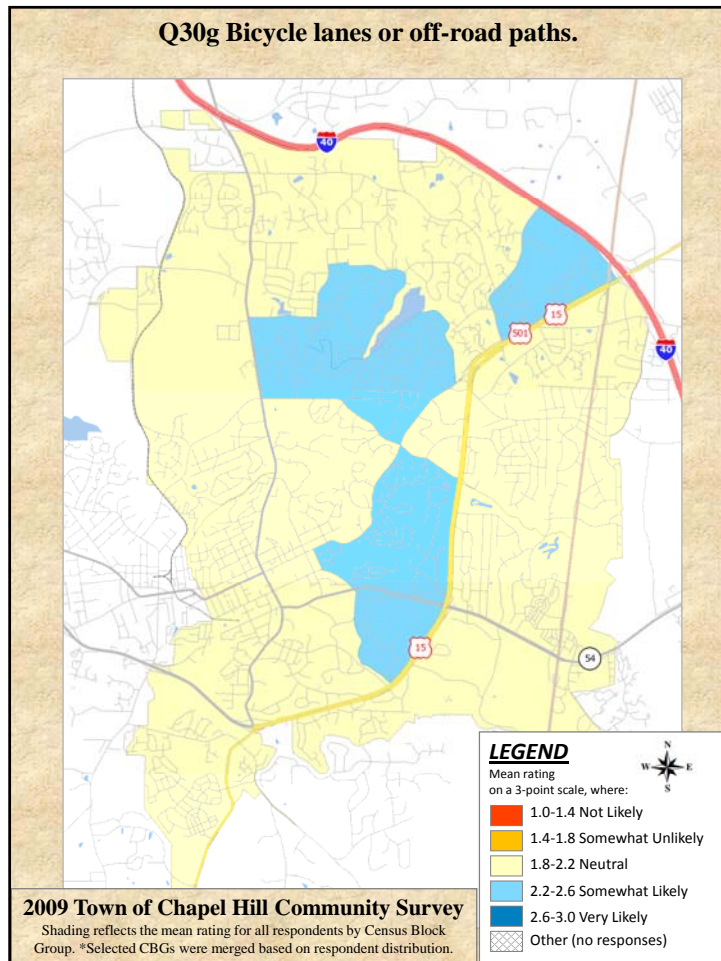 Q30g Bicycle lanes or off-road paths.
40
15
501
40
15
54
LEGEND
Mean rating
on a 3-point scale, where:
N
W E
S
1.0-1.4 Not Likely
1.4-1.8 Somewhat Unlikely
1.8-2.2 Neutral
2.2-2.6 Somewhat Likely
2.6-3.0 Very Likely
Other (no responses)
2009 Town of Chapel Hill Community Survey
Shading reflects the mean rating for all respondents by Census Block
Group. *Selected CBGs were merged based on respondent distribution.